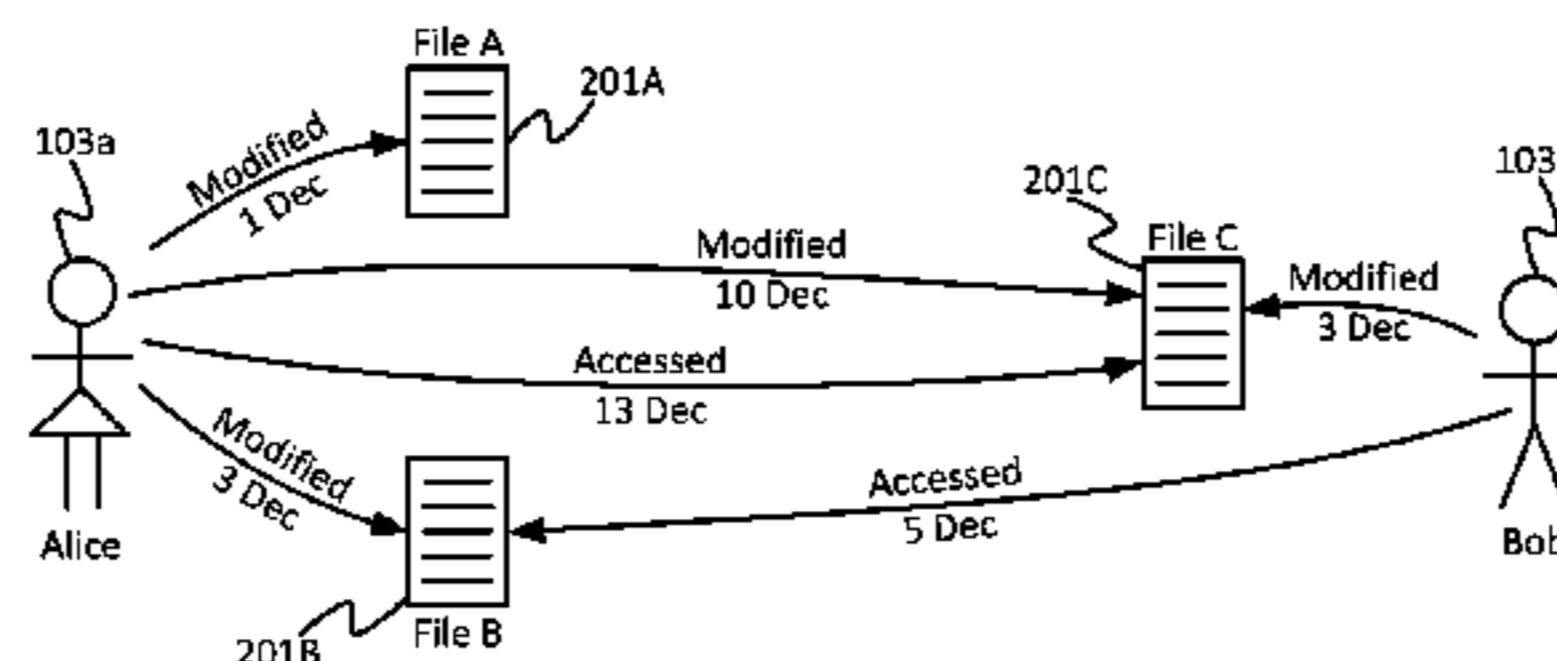 File A
201A
103a
Modified
1 Dec
201C
103
File C
Modified
10 Dec
Modified
3 Dec
Accessed
13 Dec
Modified
3 Dec
Accessed
5 Dec
Alice
Bob
File B
201B